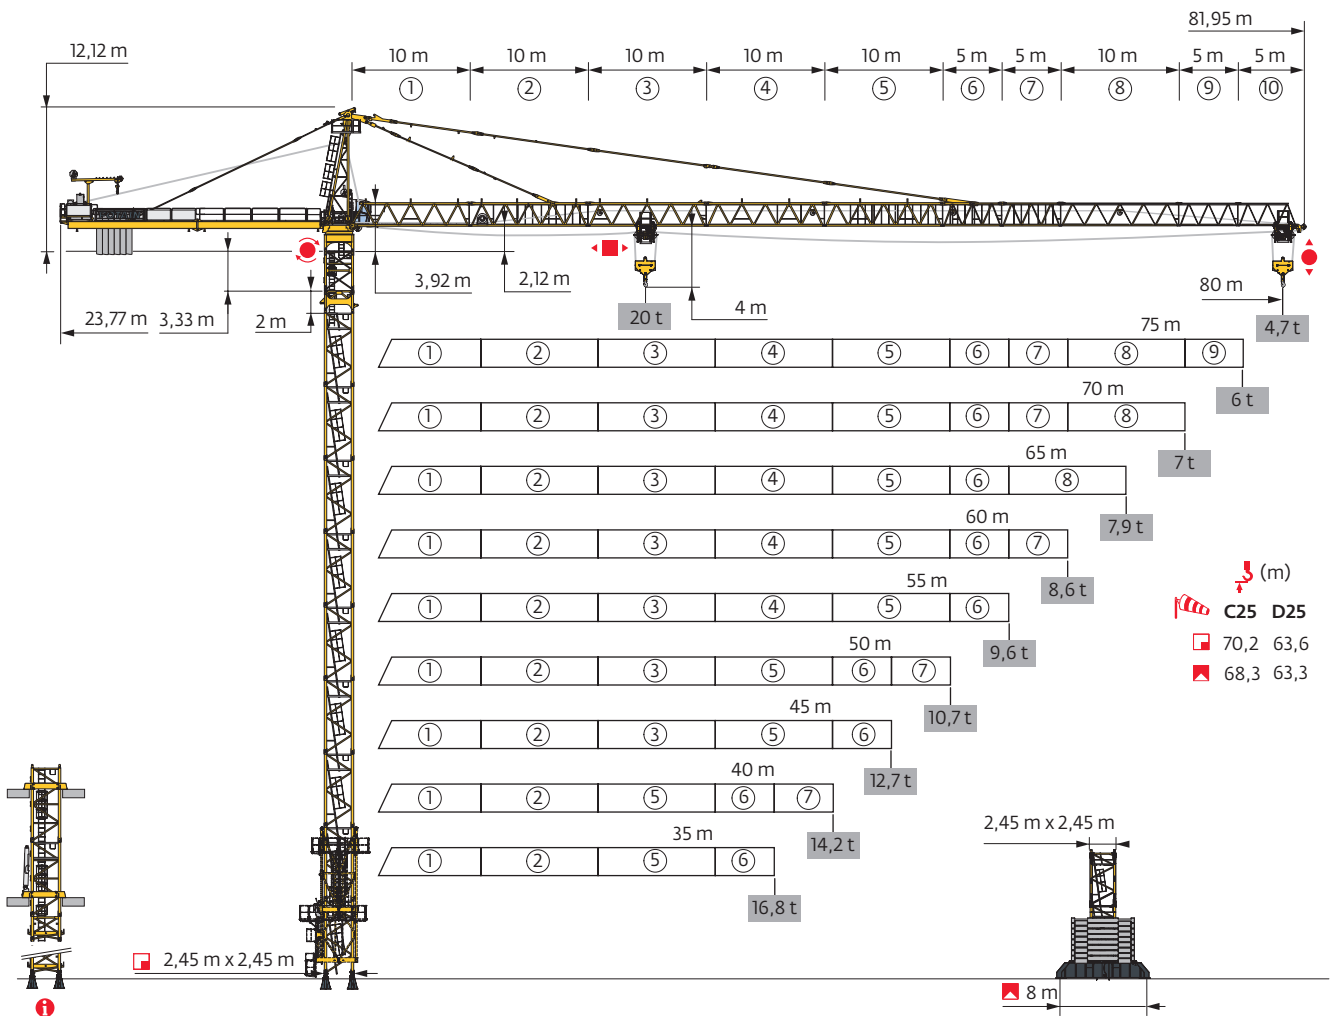 81,95 m
12,12 m
10 m 10 m 10 m 10 m 10 m 5 m 5 m 10 m 5 m 5 m
1 2 3 4 5 6 7 8 9 10
3,92 m 2,12 m
80 m
4 m
23,77 m 3,33 m 2 m
20 t
4,7 t
75 m
1 2 3 4 5 6 7 8 9
6 t
70 m
1 2 3 4 5 6 7 8
7 t
65 m
1 2 3 4 5 6 8
7,9 t
60 m
1 2 3 4 5 6 7
8,6 t
(m)
55 m
1 2 3 4 5 6
9,6 t
C25 D25
70,2 63,6
68,3 63,3
50 m
1 2 3 5 6 7
10,7 t
45 m
1 2 3 5 6
12,7 t
40 m
1 2 5 6 7
14,2 t
35 m
1 2 5 6
16,8 t
2,45 m x 2,45 m
2,45 m x 2,45 m
8 m
i